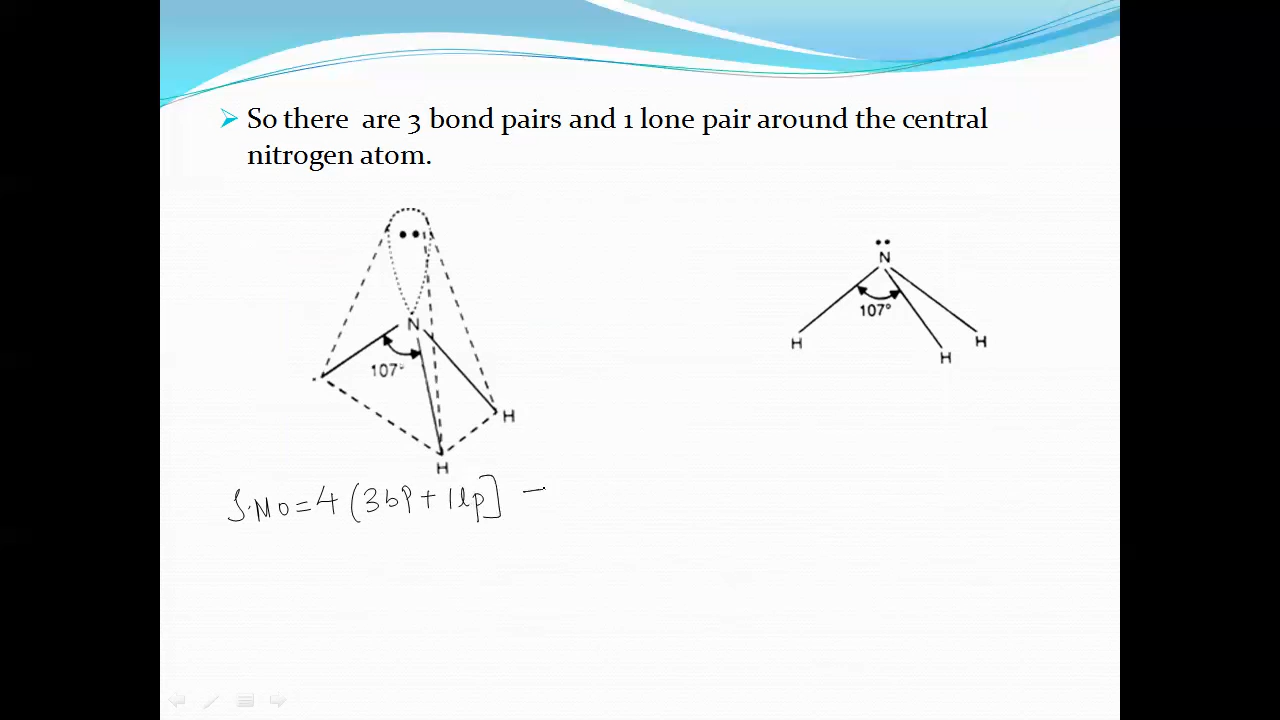 So there are 3 bond pairs and 1 lone pair around the central
nitrogen atom.
N
107°
H
H
N
107°
H
H
H
S.No=4 (3bp+1lp] —